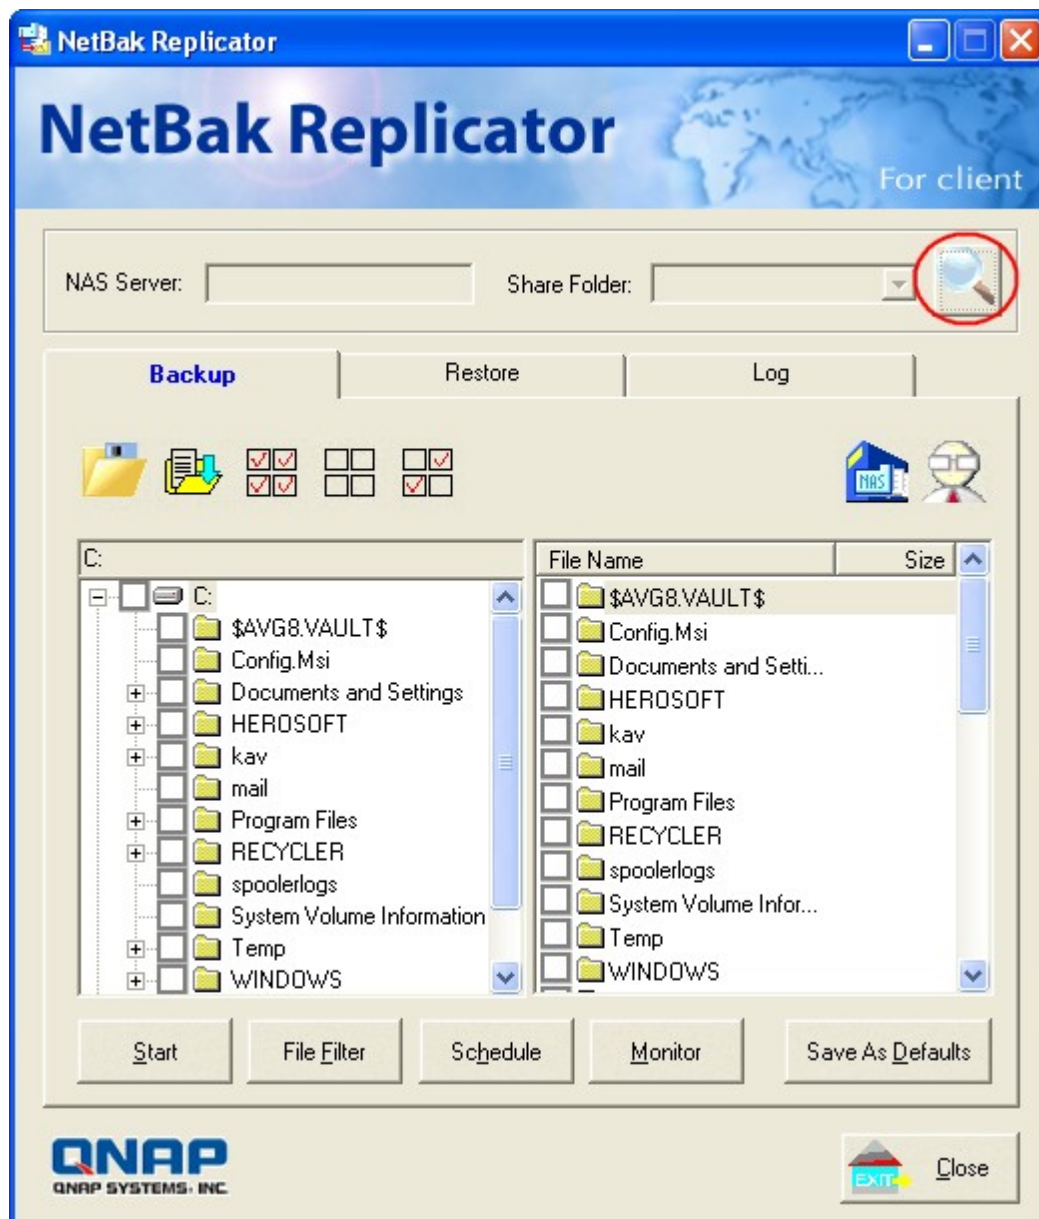 NetBak Replicator
NetBak Replicator
For client
NAS Server:
Share Folder:
Backup
Restore
Log
NAS
C:
C:
$AVG8.VAULT$
Config.Msi
Documents and Settings
HEROSOFT
kav
mail
Program Files
RECYCLER
spoolerlogs
System Volume Information
Temp
WINDOWS
File Name Size
$AVG8.VAULT$
Config.Msi
Documents and Setti...
HEROSOFT
kav
mail
Program Files
RECYCLER
spoolerlogs
System Volume Infor...
Temp
WINDOWS
Start
File Filter
Schedule
Monitor
Save As Defaults
QNAP
QNAP SYSTEMS, INC.
EXIT
Close